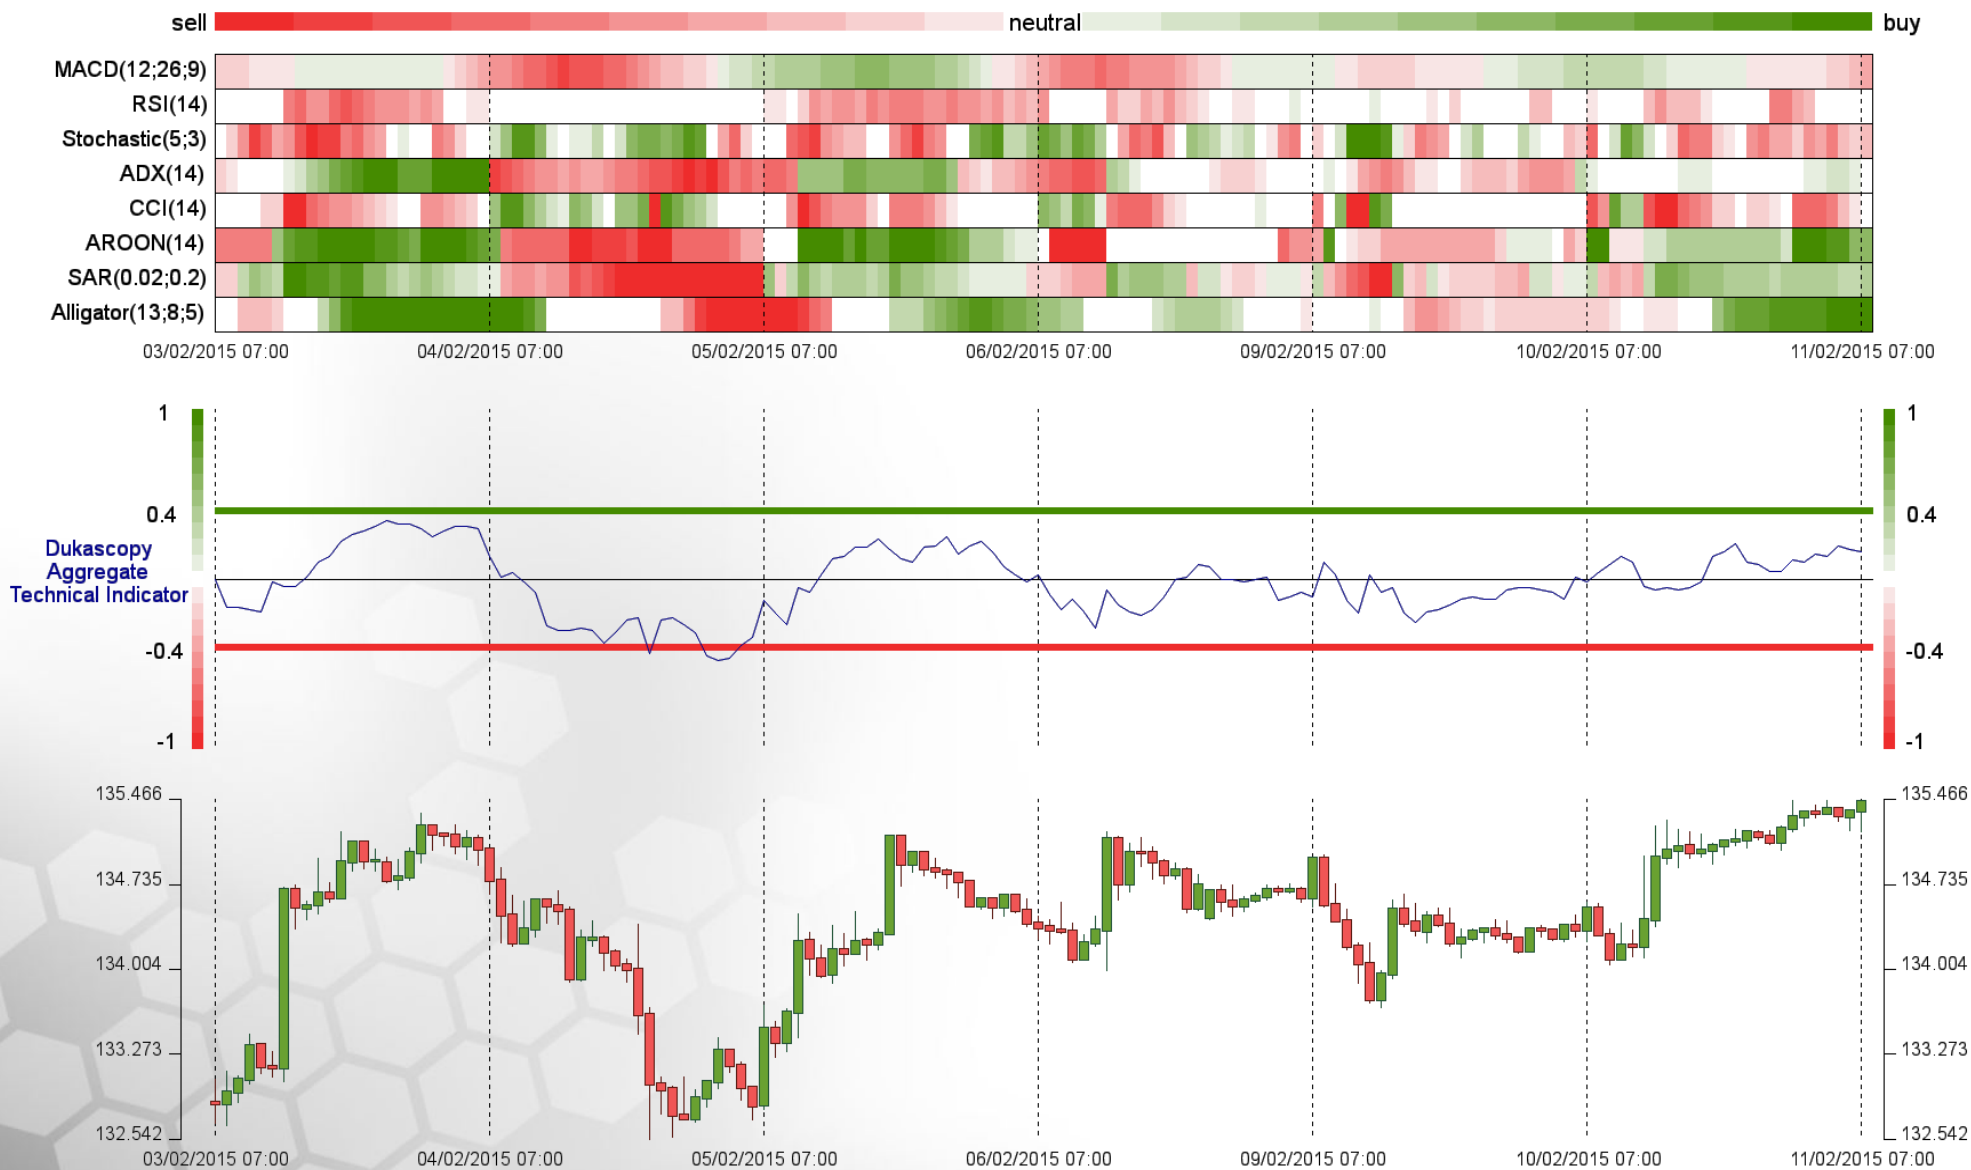 sell neutral buy
MACD(12;26;9)
RSI(14)
Stochastic(5;3)
ADX(14)
CCI(14)
AROON(14)
SAR(0.02;0.2)
Alligator(13;8;5)
03/02/2015 07:00 04/02/2015 07:00 05/02/2015 07:00 06/02/2015 07:00 09/02/2015 07:00 10/02/2015 07:00 11/02/2015 07:00
1 1
0.4 0.4
Dukascopy
Aggregate
Technical Indicator
-0.4 -0.4
-1 -1
135.466 135.466
134.735 134.735
134.004 134.004
133.273 133.273
132.542 132.542
03/02/2015 07:00 04/02/2015 07:00 05/02/2015 07:00 06/02/2015 07:00 09/02/2015 07:00 10/02/2015 07:00 11/02/2015 07:00